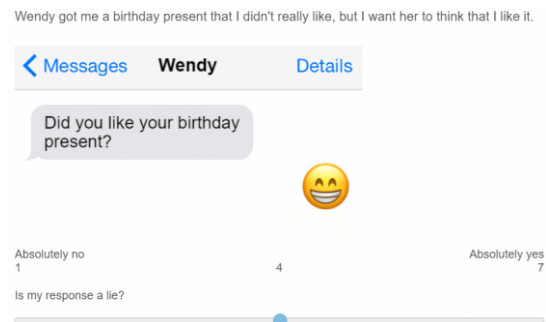 Wendy got me a birthday present that I didn't really like, but I want her to think that I like it.
Messages Wendy Details
Did you like your birthday
present?
Absolutely no Absolutely yes
1 4 7
Is my response a lie?